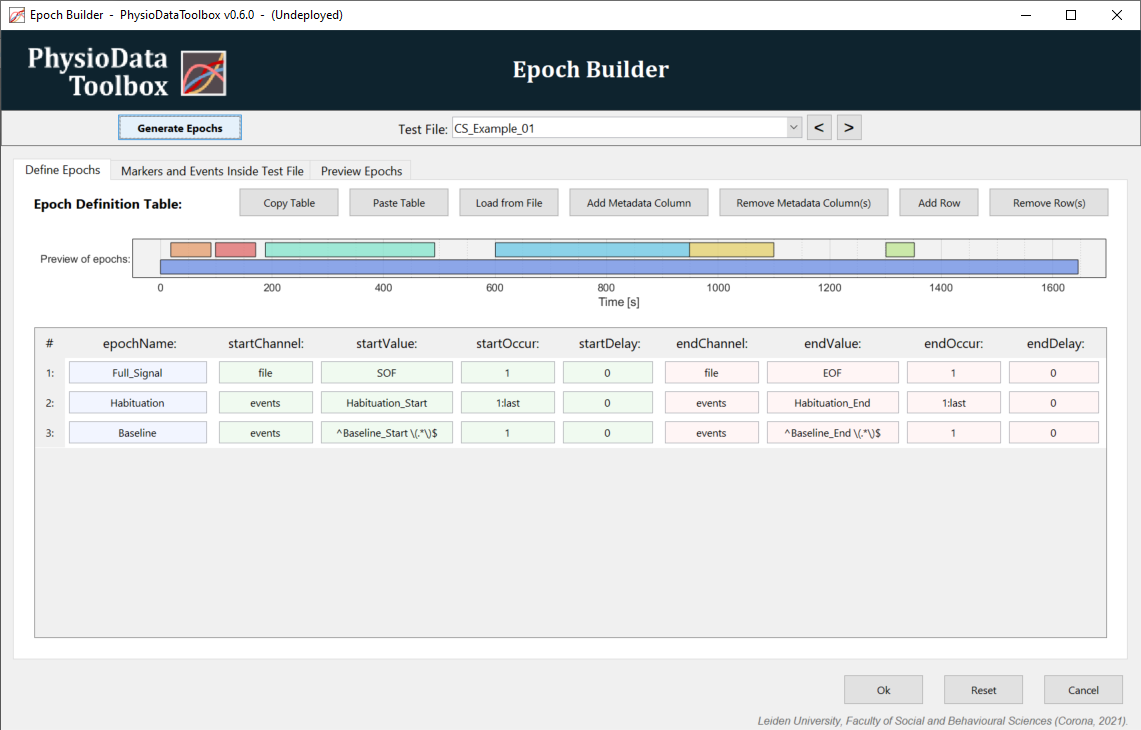 Epoch Builder - PhysioDataToolbox v0.6.0 - (Undeployed)
PhysioData
Toolbox
Epoch Builder
Generate Epochs
Test File: CS_Example_01 < >
Define Epochs Markers and Events Inside Test File Preview Epochs
Epoch Definition Table: Copy Table Paste Table Load from File Add Metadata Column Remove Metadata Column(s) Add Row Remove Row(s)
Preview of epochs:
0 200 400 600 800 1000 1200 1400 1600
Time [s]
# epochName: startChannel: startValue: startOccur: startDelay: endChannel: endValue: endOccur: endDelay:
1: Full_Signal file SOF 1 0 file EOF 1 0
2: Habituation events Habituation_Start 1:last 0 events Habituation_End 1:last 0
3: Baseline events ^Baseline_Start \(.*\)$ 1 0 events ^Baseline_End \(.*\)$ 1 0
Ok Reset Cancel
Leiden University, Faculty of Social and Behavioural Sciences (Corona, 2021).